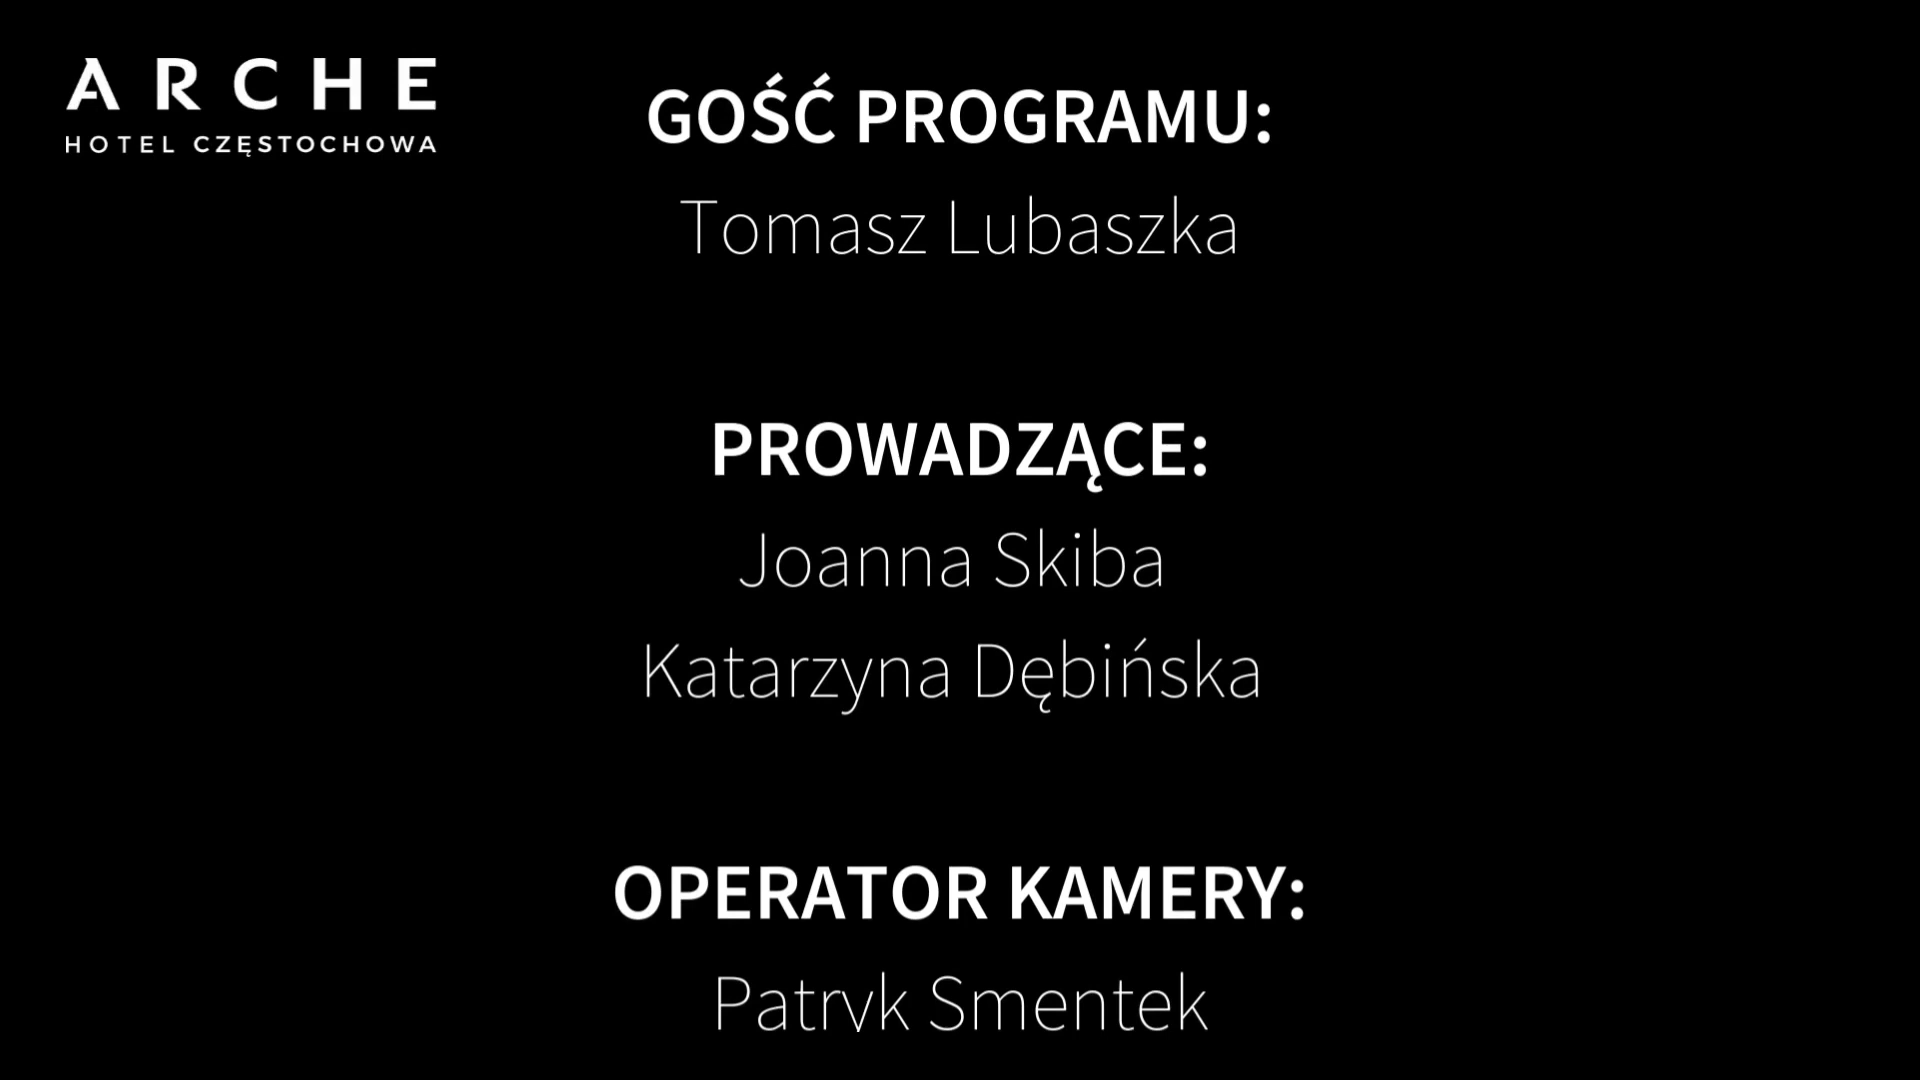 ARCHE
HOTEL CZĘSTOCHOWA
GOŚĆ PROGRAMU:
Tomasz Lubaszka
PROWADZĄCE:
Joanna Skiba
Katarzyna Dębińska
OPERATOR KAMERY:
Patryk Smentek